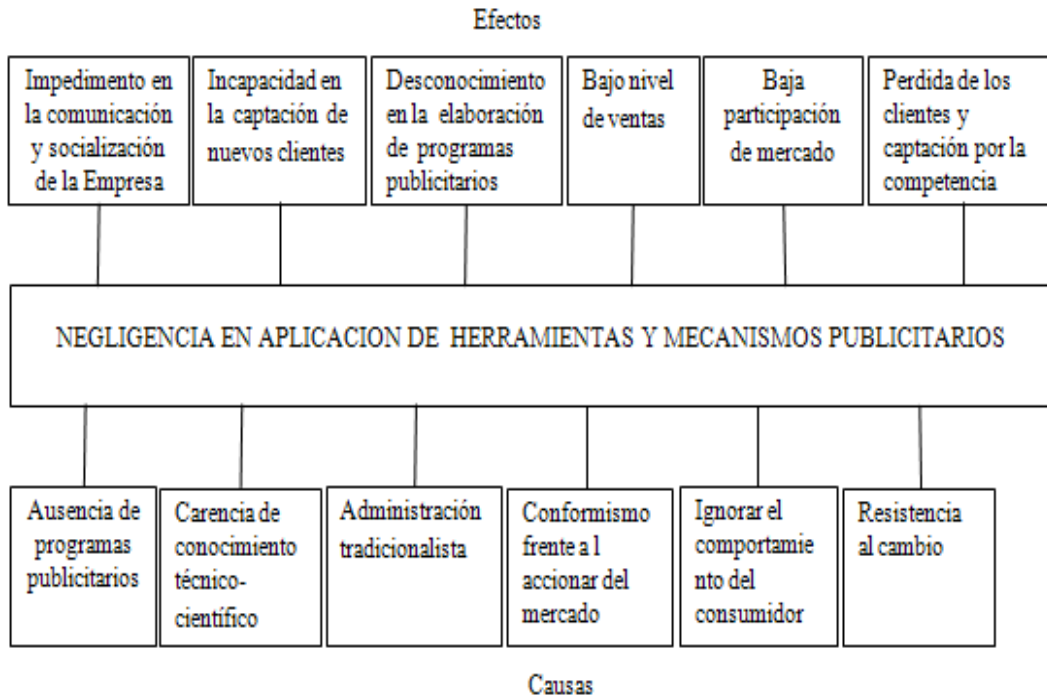 Efectos
Impedimento en
la comunicación
y socialización
de la Empresa
Incapacidad en
la captación de
nuevos clientes
Desconocimiento
en la elaboración
de programas
publicitarios
Bajo nivel
de ventas
Baja
participación
de mercado
Perdida de los
clientes y
captación por la
competencia
NEGLIGENCIA EN APLICACION DE HERRAMIENTAS Y MECANISMOS PUBLICITARIOS
Ausencia de
programas
publicitarios
Carencia de
conocimiento
técnico-
científico
Administración
tradicionalista
Conformismo
frente a l
accionar del
mercado
Ignorar el
comportamie
nto del
consumidor
Resistencia
al cambio
Causas